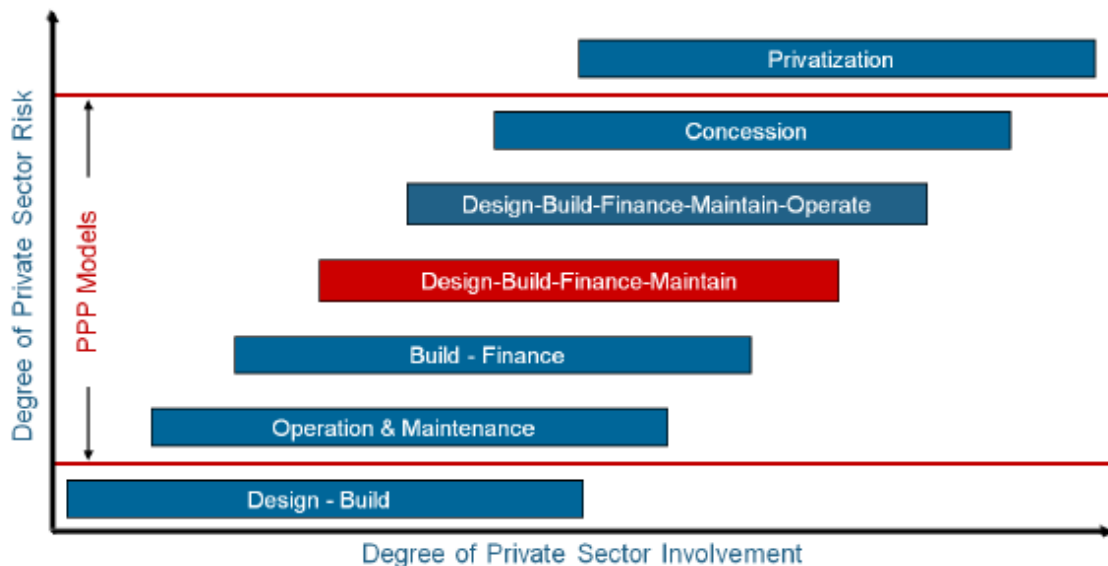 Privatization
Concession
Design-Build-Finance-Maintain-Operate
Design-Build-Finance-Maintain
Build - Finance
Operation & Maintenance
Design - Build
PPP Models
Degree of Private Sector Risk
Degree of Private Sector Involvement